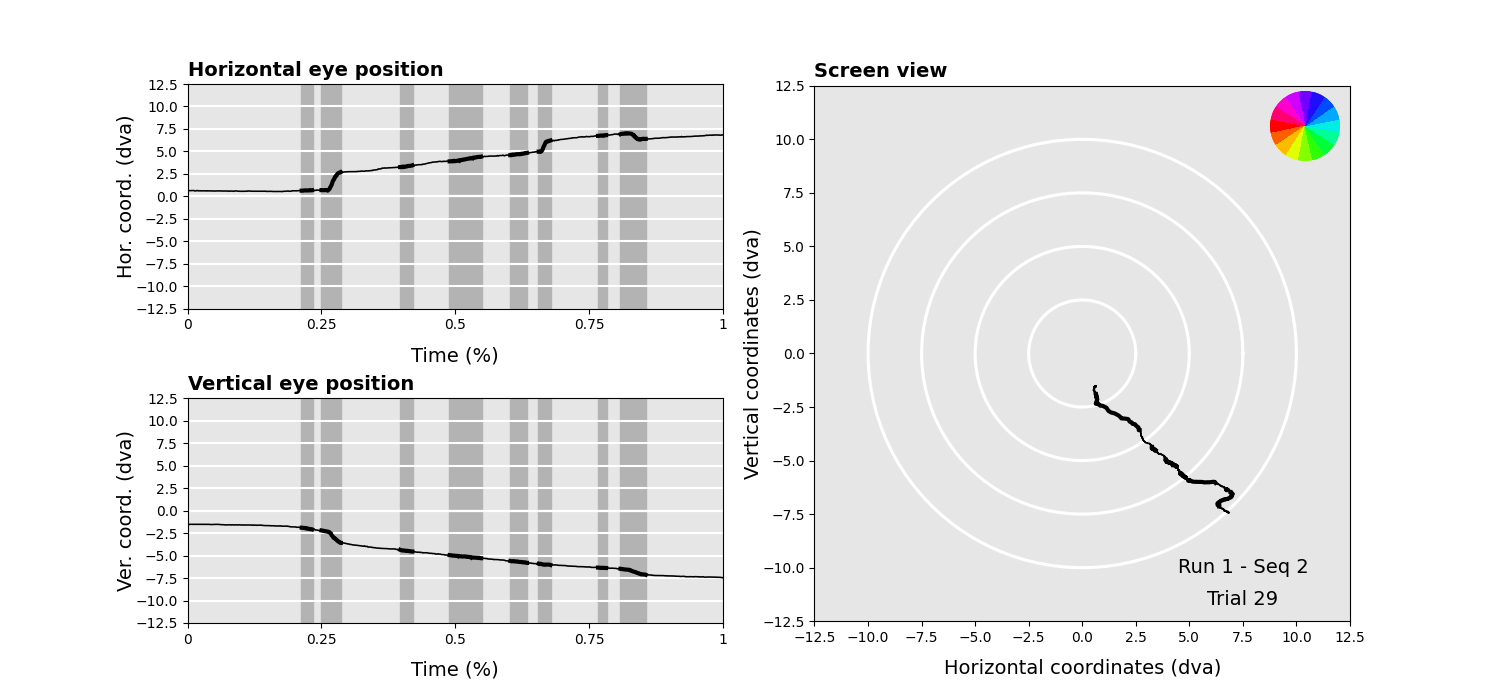 Horizontal eye position
Hor. coord. (dva)
12.5
10.0
7.5
5.0
2.5
0.0
−2.5
−5.0
−7.5
−10.0
−12.5
0 0.25 0.5 0.75 1
Time (%)
Vertical eye position
Ver. coord. (dva)
12.5
10.0
7.5
5.0
2.5
0.0
−2.5
−5.0
−7.5
−10.0
−12.5
0 0.25 0.5 0.75 1
Time (%)
Screen view
Vertical coordinates (dva)
12.5
10.0
7.5
5.0
2.5
0.0
−2.5
−5.0
−7.5
−10.0
−12.5
Run 1 - Seq 2
Trial 29
−12.5 −10.0 −7.5 −5.0 −2.5 0.0 2.5 5.0 7.5 10.0 12.5
Horizontal coordinates (dva)